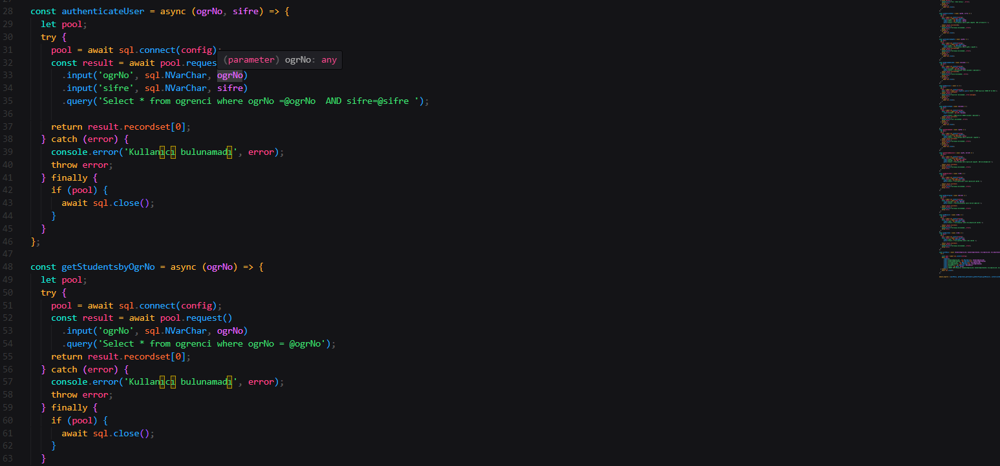 28 const authenticateUser = async (ogrNo, sifre) => {
29 let pool;
30 try {
31 pool = await sql.connect(config);
(parameter) ogrNo: any
32 const result = await pool.reques
33 .input('ogrNo', sql.NVarChar, ogrNo)
34 .input('sifre', sql.NVarChar, sifre)
35 .query('Select * from ogrenci where ogrNo =@ogrNo  AND sifre=@sifre ');
36
37 return result.recordset[0];
38 } catch (error) {
39 console.error('Kullanıcı bulunamadı', error);
40 throw error;
41 } finally {
42 if (pool) {
43 await sql.close();
44 }
45 }
46 };
47
48 const getStudentsbyOgrNo = async (ogrNo) => {
49 let pool;
50 try {
51 pool = await sql.connect(config);
52 const result = await pool.request()
53 .input('ogrNo', sql.NVarChar, ogrNo)
54 .query('Select * from ogrenci where ogrNo = @ogrNo');
55 return result.recordset[0];
56 } catch (error) {
57 console.error('Kullanıcı bulunamadı', error);
58 throw error;
59 } finally {
60 if (pool) {
61 await sql.close();
62 }
63 }